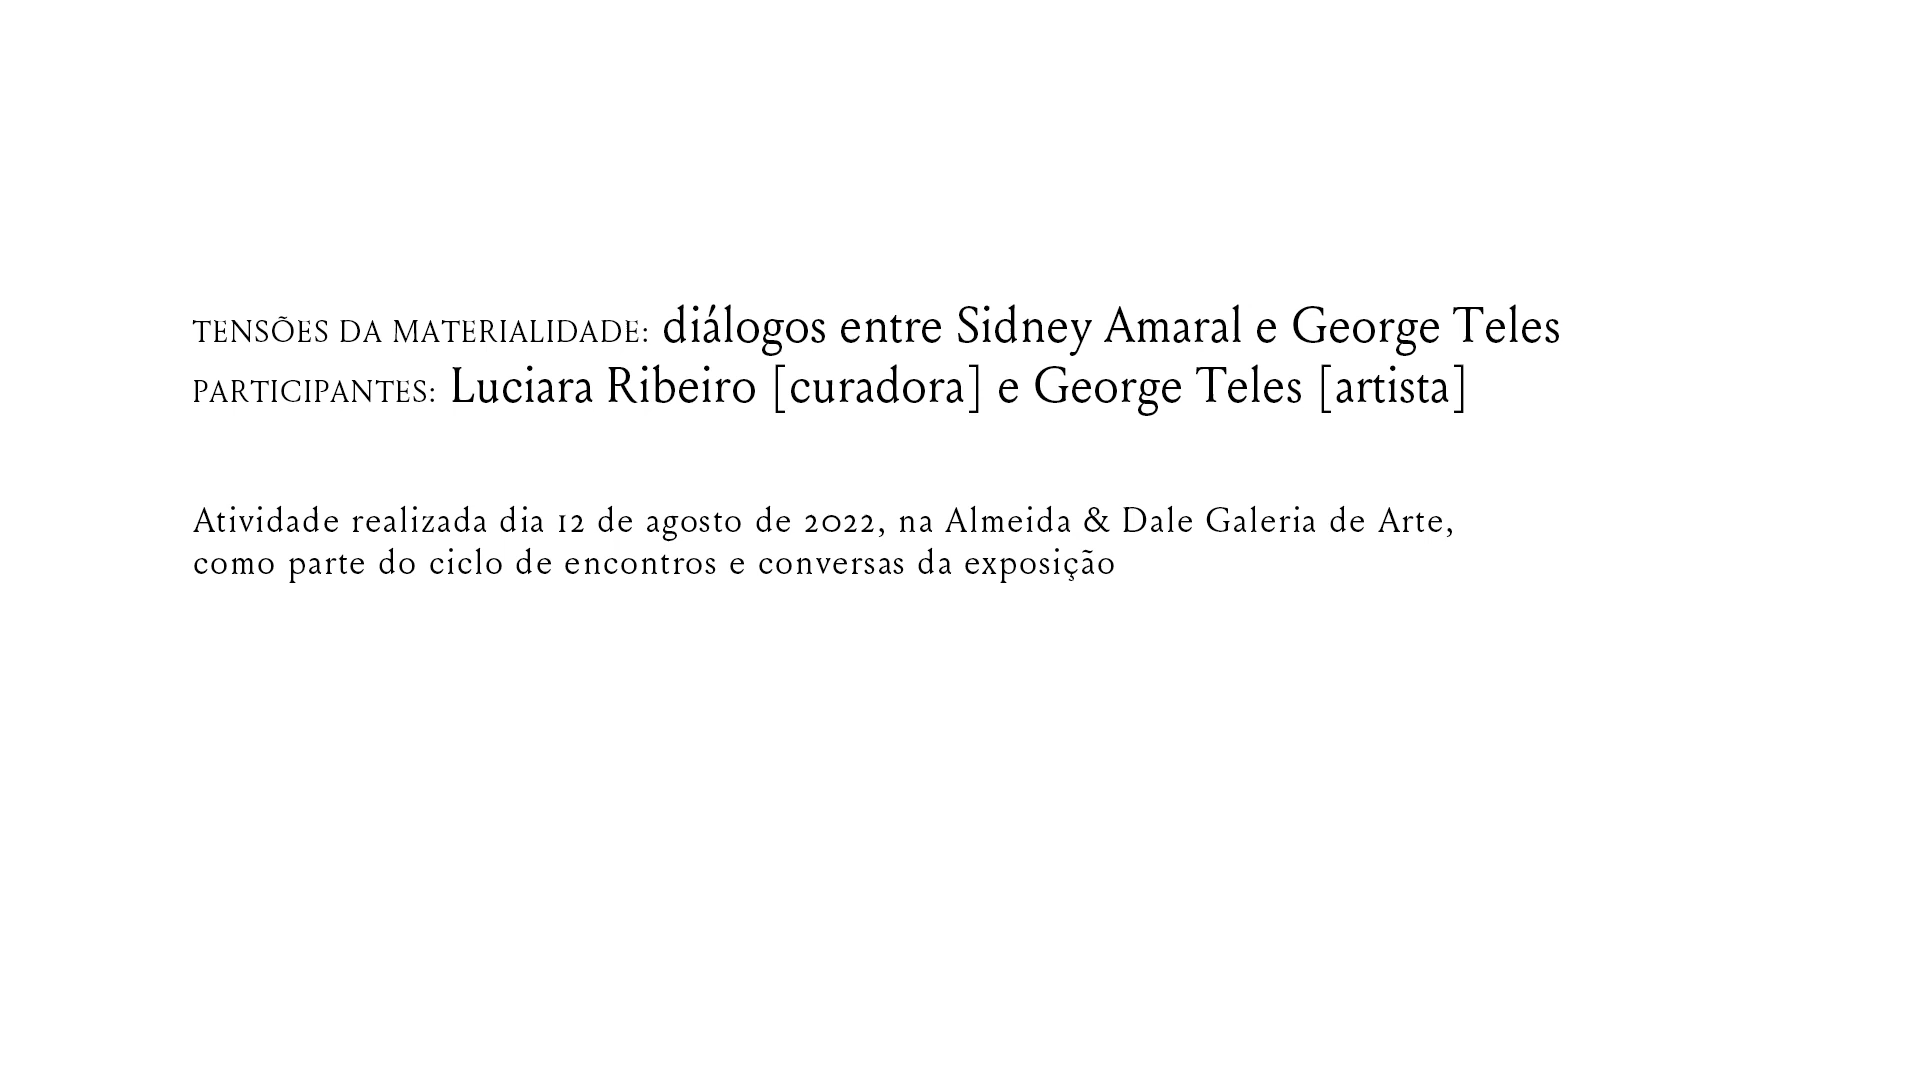 TENSÕES DA MATERIALIDADE: diálogos entre Sidney Amaral e George Teles
PARTICIPANTES: Luciara Ribeiro [curadora] e George Teles [artista]
Atividade realizada dia 12 de agosto de 2022, na Almeida & Dale Galeria de Arte,
como parte do ciclo de encontros e conversas da exposição